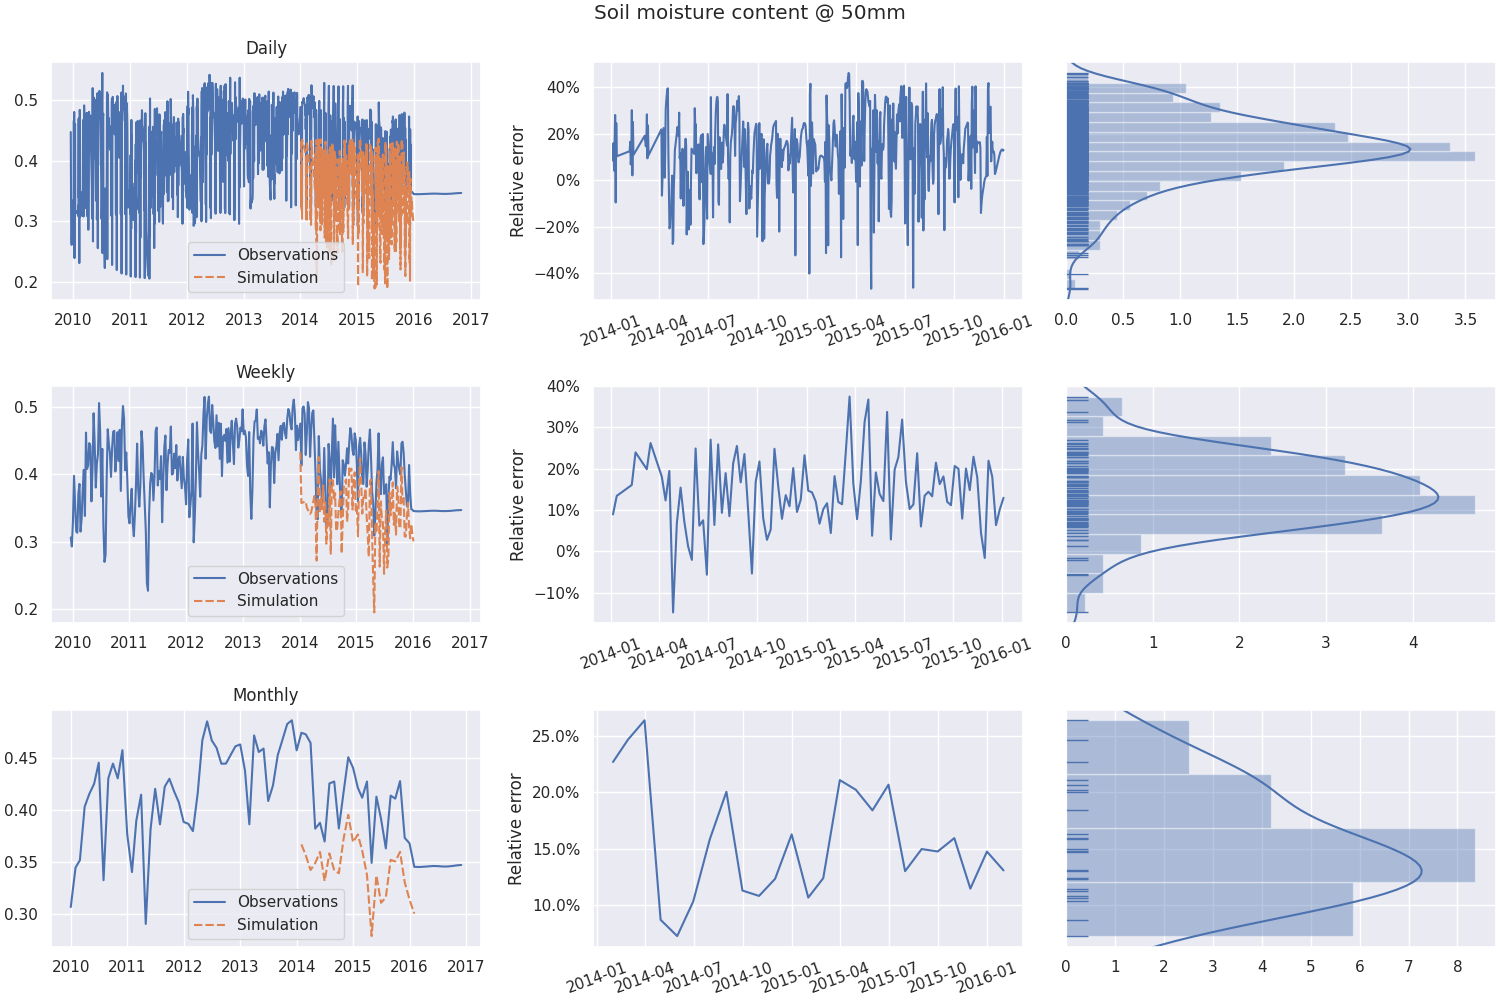 Soil moisture content @ 50mm
Daily
0.5
0.4
0.3
0.2
Observations
Simulation
2010 2011 2012 2013 2014 2015 2016 2017
Relative error
40%
20%
0%
−20%
−40%
2014-01 2014-04 2014-07 2014-10 2015-01 2015-04 2015-07 2015-10 2016-01
0.0 0.5 1.0 1.5 2.0 2.5 3.0 3.5
Weekly
0.5
0.4
0.3
0.2
Observations
Simulation
2010 2011 2012 2013 2014 2015 2016 2017
Relative error
40%
30%
20%
10%
0%
−10%
2014-01 2014-04 2014-07 2014-10 2015-01 2015-04 2015-07 2015-10 2016-01
0 1 2 3 4
Monthly
0.45
0.40
0.35
0.30
Observations
Simulation
2010 2011 2012 2013 2014 2015 2016 2017
Relative error
25.0%
20.0%
15.0%
10.0%
2014-01 2014-04 2014-07 2014-10 2015-01 2015-04 2015-07 2015-10 2016-01
0 1 2 3 4 5 6 7 8